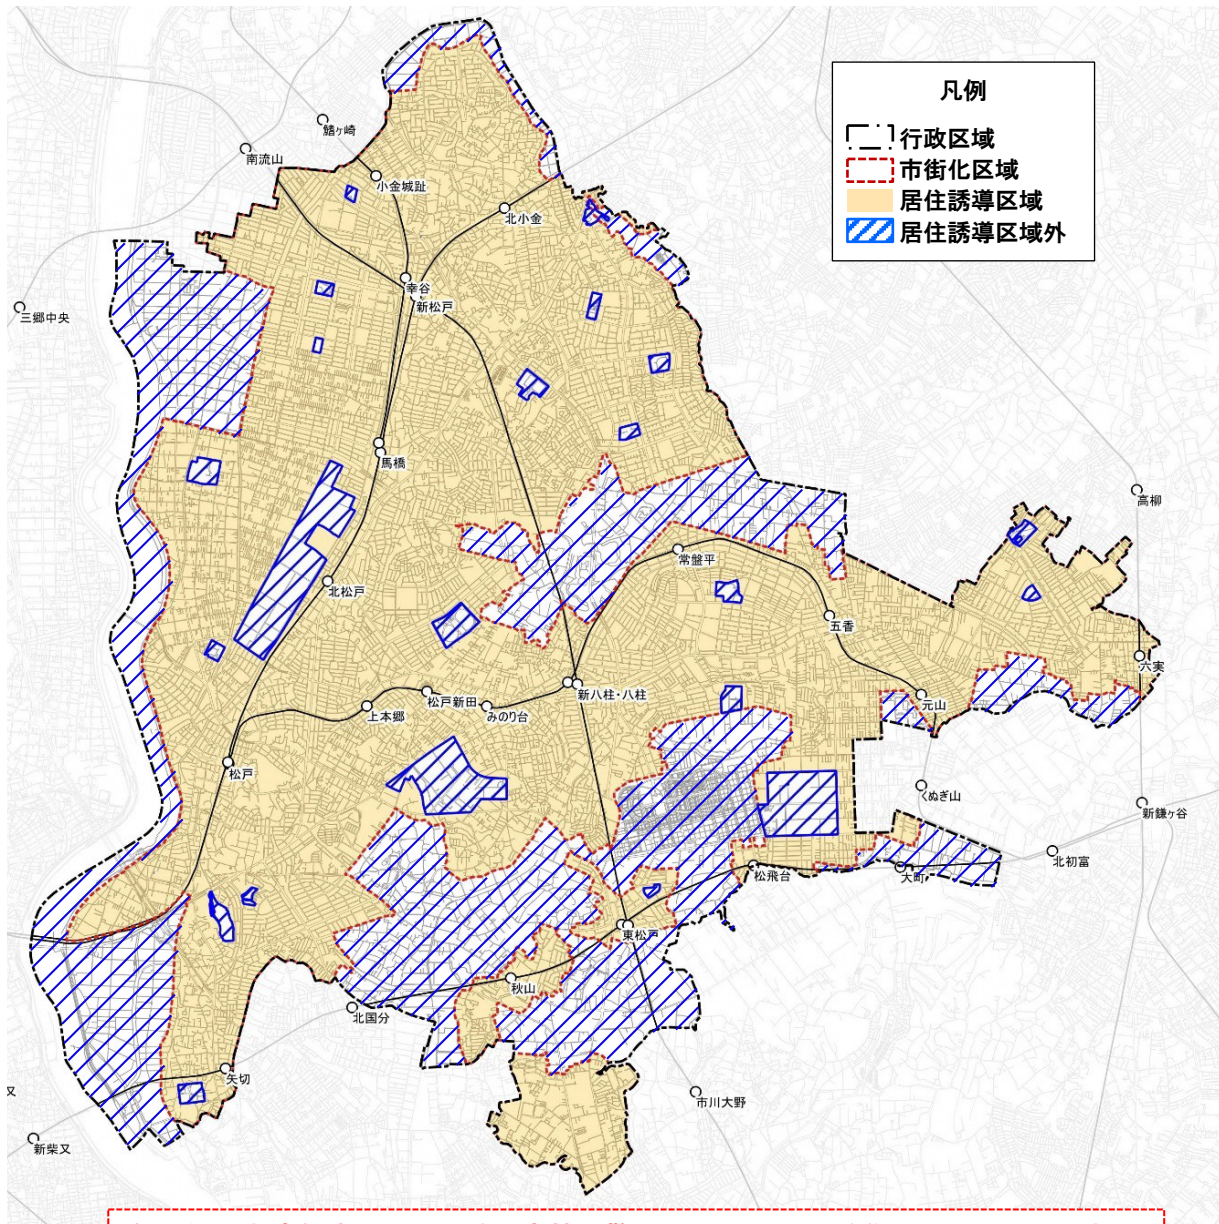 凡例
行政区域
市街化区域
居住誘導区域
居住誘導区域外
鰭ヶ崎
南流山
小金城趾
北小金
幸谷
新松戸
三郷中央
馬橋
高柳
常盤平
北松戸
五香
六実
新八柱・八柱
松戸新田
みのり台
上本郷
元山
松戸
くぬぎ山
新鎌ヶ谷
北初富
松飛台
大町
東松戸
秋山
北国分
矢切
市川大野
又
新柴又